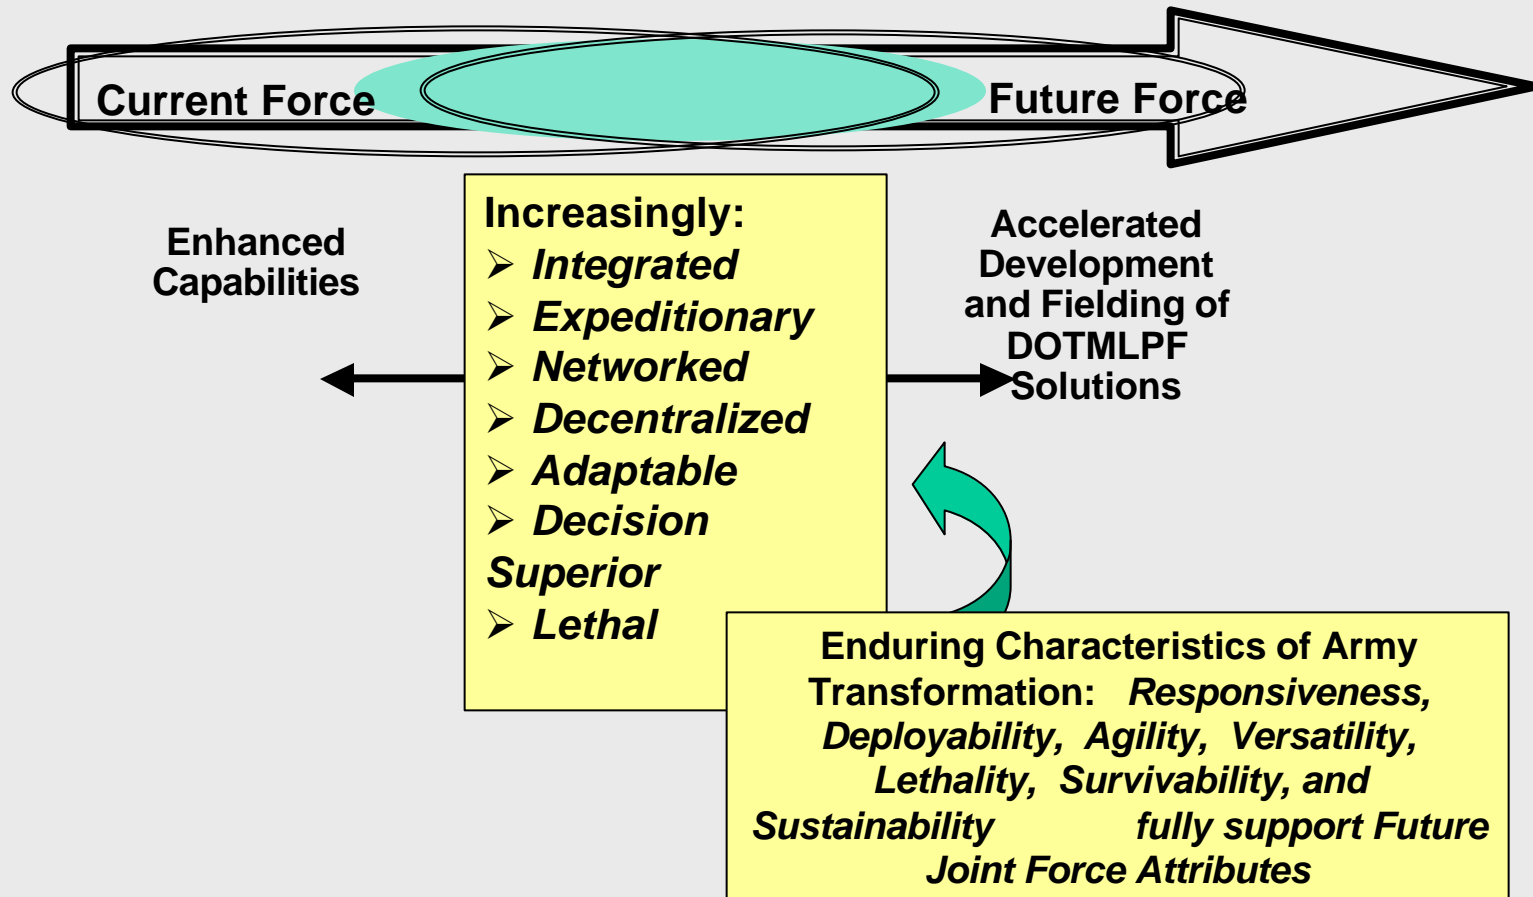 Current Force
Future Force
Enhanced
Capabilities
Increasingly:
➢ Integrated
➢ Expeditionary
➢ Networked
➢ Decentralized
➢ Adaptable
➢ Decision
Superior
➢ Lethal
Accelerated
Development
and Fielding of
DOTMLPF
Solutions
Enduring Characteristics of Army
Transformation: Responsiveness,
Deployability, Agility, Versatility,
Lethality, Survivability, and
Sustainability fully support Future
Joint Force Attributes